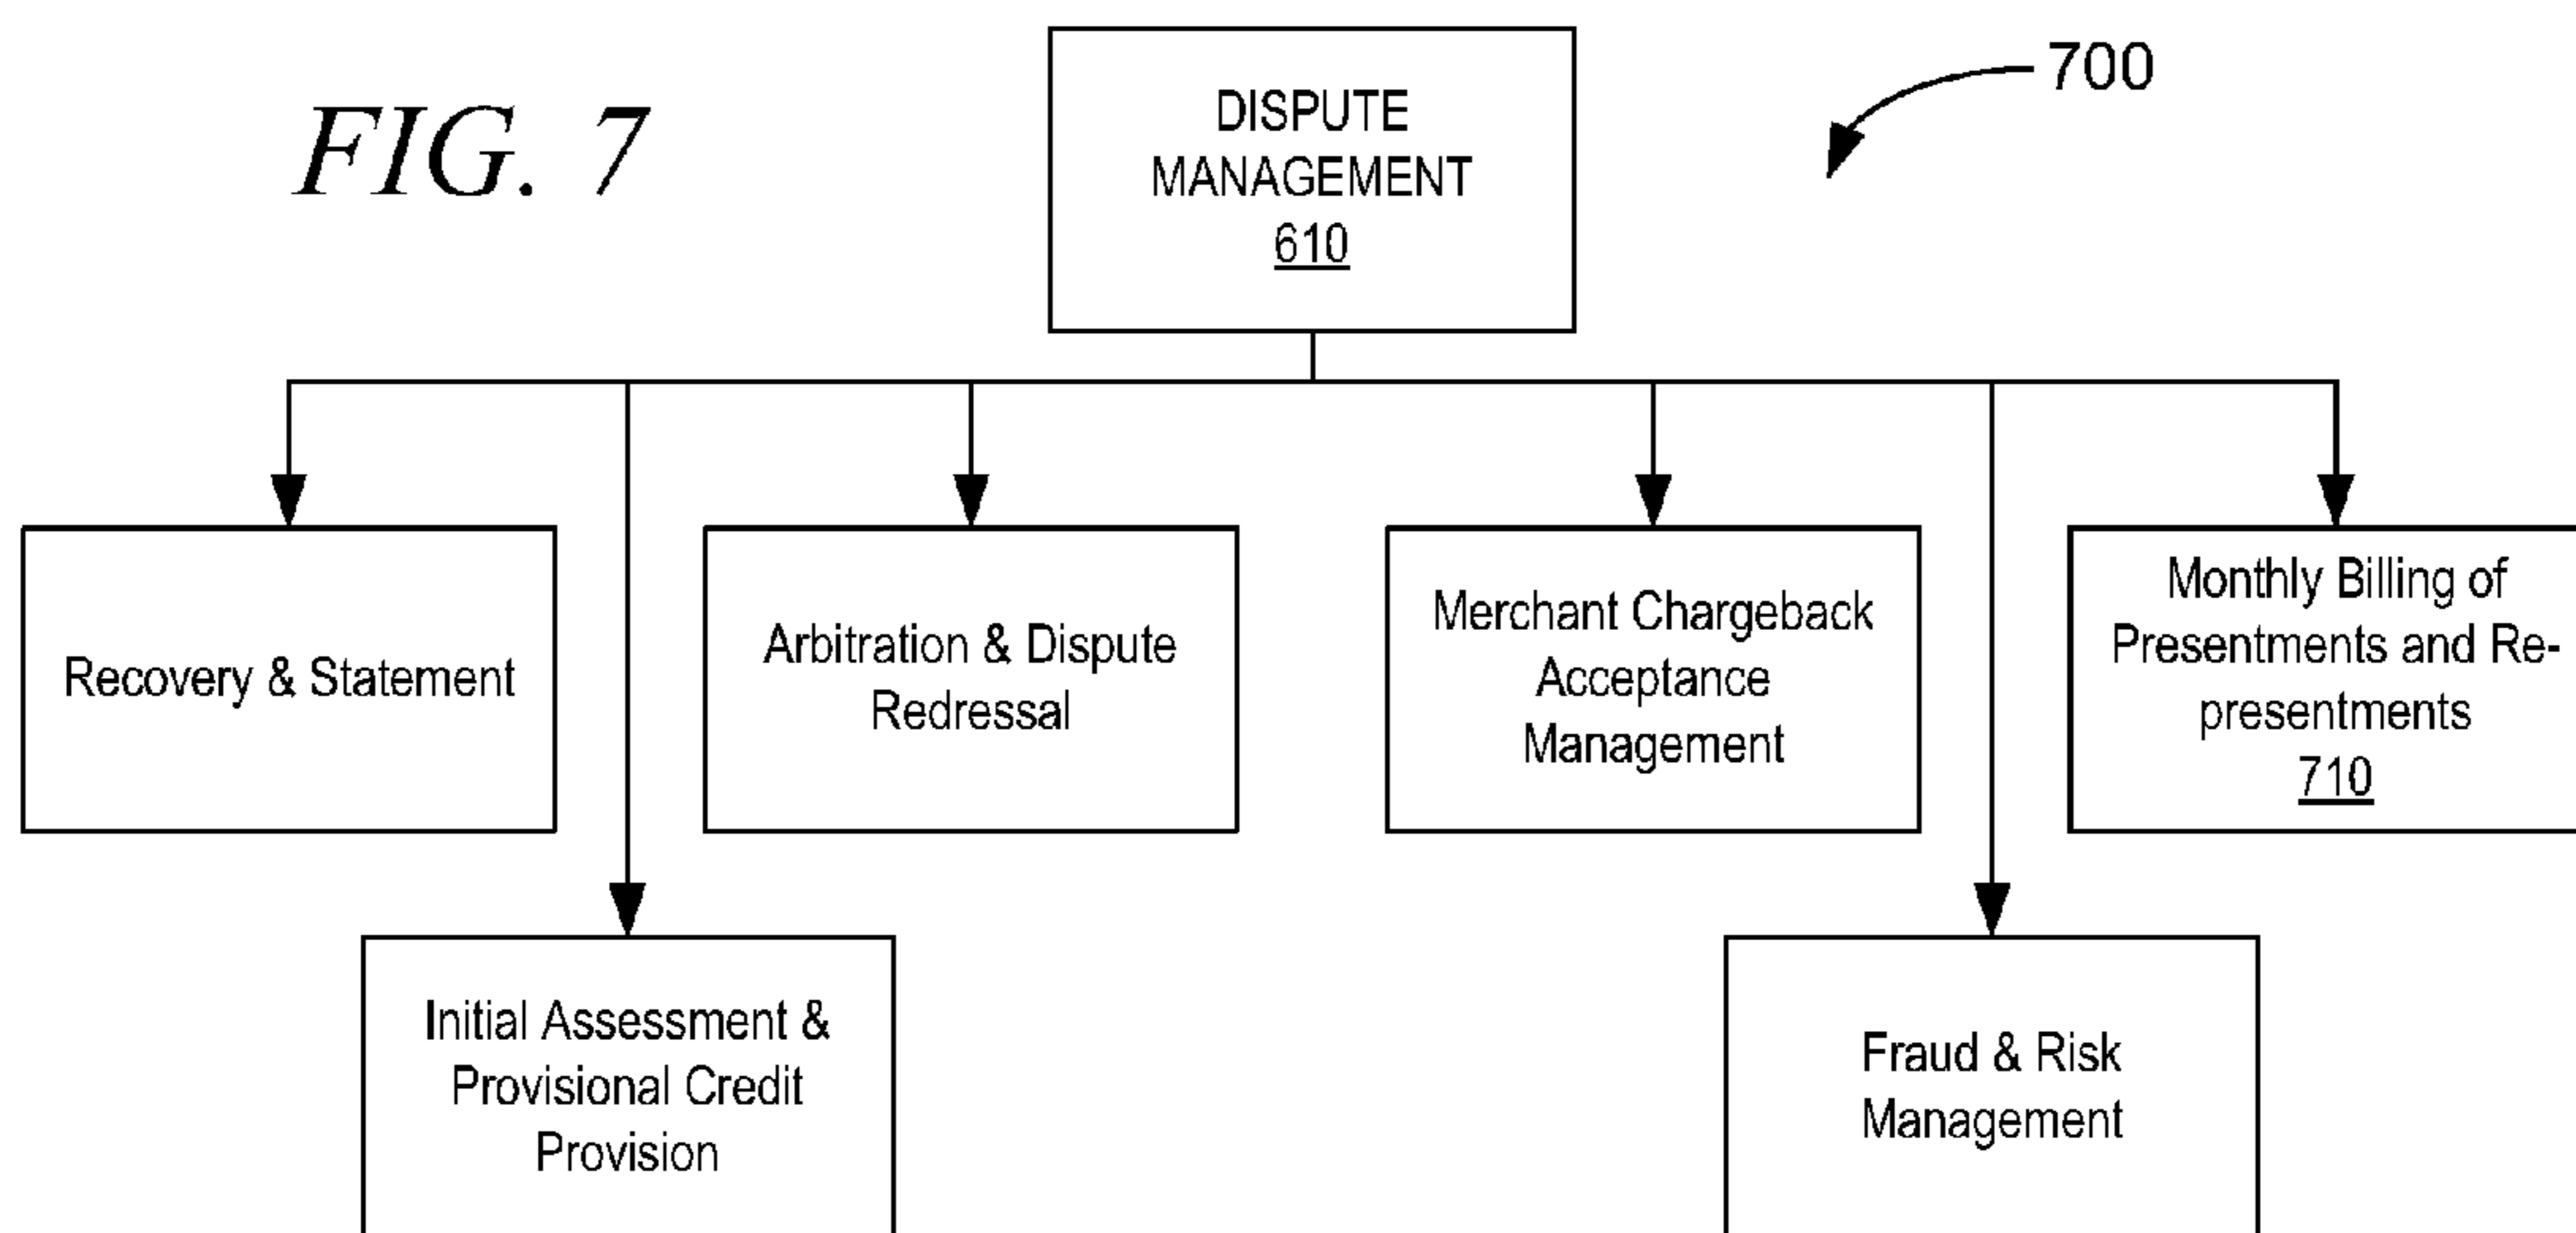 FIG. 7
DISPUTE
MANAGEMENT
610
700
Recovery & Statement
Arbitration & Dispute
Redressal
Merchant Chargeback
Acceptance
Management
Monthly Billing of
Presentments and Re-
presentments
710
Initial Assessment &
Provisional Credit
Provision
Fraud & Risk
Management